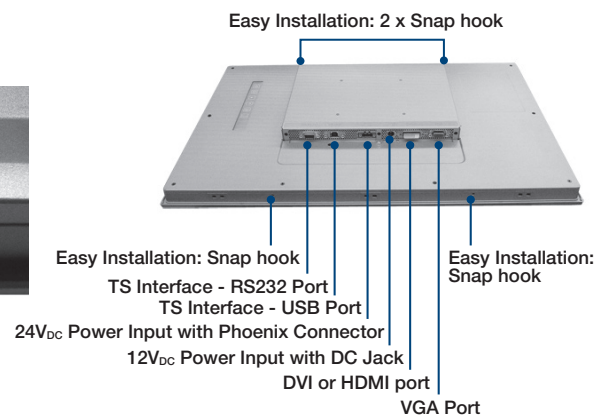 Easy Installation: 2 x Snap hook
Easy Installation: Snap hook
Easy Installation:
Snap hook
TS Interface - RS232 Port
TS Interface - USB Port
24VDC Power Input with Phoenix Connector
12VDC Power Input with DC Jack
DVI or HDMI port
VGA Port